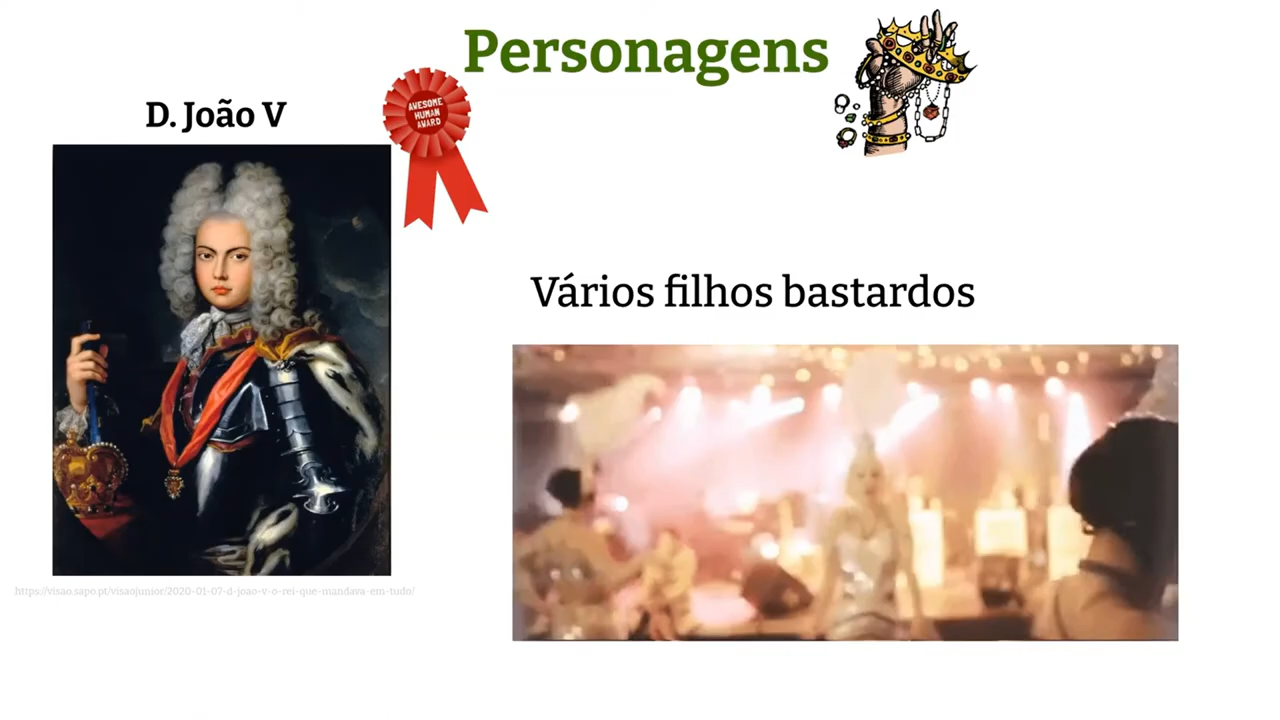 Personagens
D. João V
AWESOME
HUMAN
AWARD
Vários filhos bastardos
https://visao.sapo.pt/visaojunior/2020-01-07-d-joao-v-o-rei-que-mandava-em-tudo/